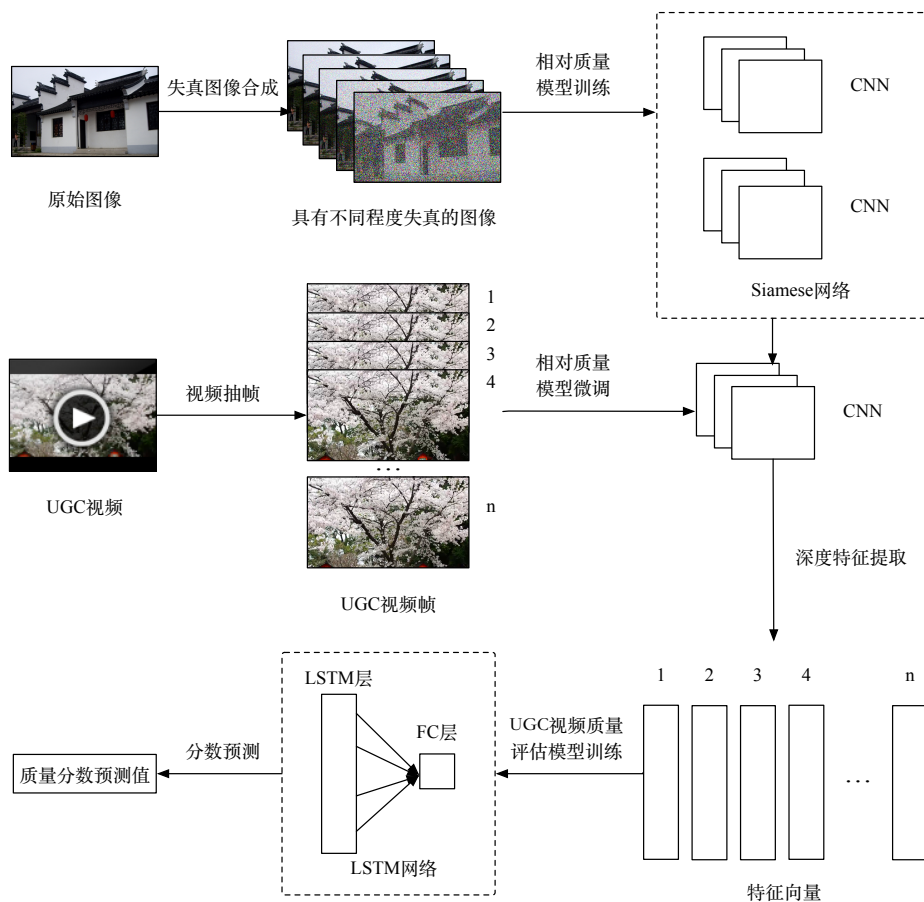 失真图像合成
相对质量
模型训练
CNN
CNN
原始图像
具有不同程度失真的图像
Siamese网络
1
2
3
4
视频抽帧
相对质量
模型微调
CNN
...
n
UGC视频
UGC视频帧
深度特征提取
1
2
3
4
n
LSTM层
FC层
UGC视频质量
评估模型训练
分数预测
质量分数预测值
...
LSTM网络
特征向量